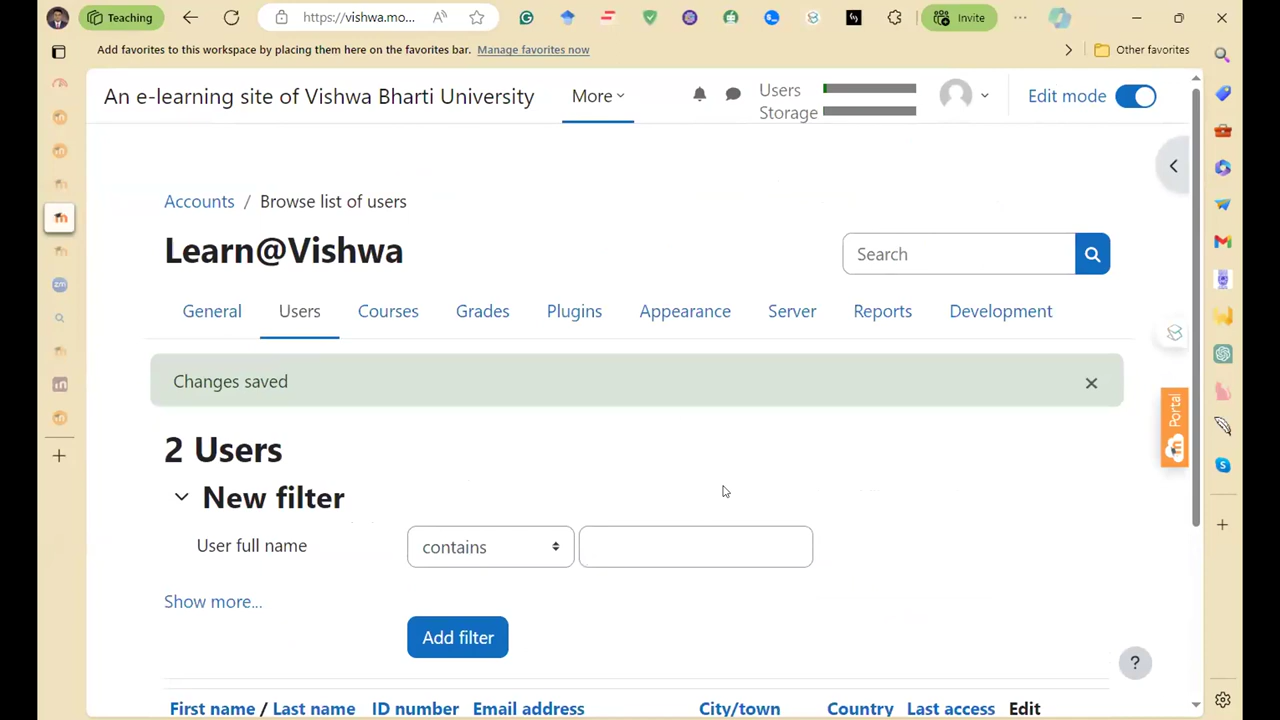 Teaching
https://vishwa.mo...
Invite
Add favorites to this workspace by placing them here on the favorites bar. Manage favorites now
Other favorites
An e-learning site of Vishwa Bharti University
More
Users
Storage
Edit mode
Accounts / Browse list of users
Learn@Vishwa
Search
General Users Courses Grades Plugins Appearance Server Reports Development
Changes saved
Portal
2 Users
New filter
User full name
contains
Show more...
Add filter
?
First name / Last name ID number Email address City/town Country Last access Edit